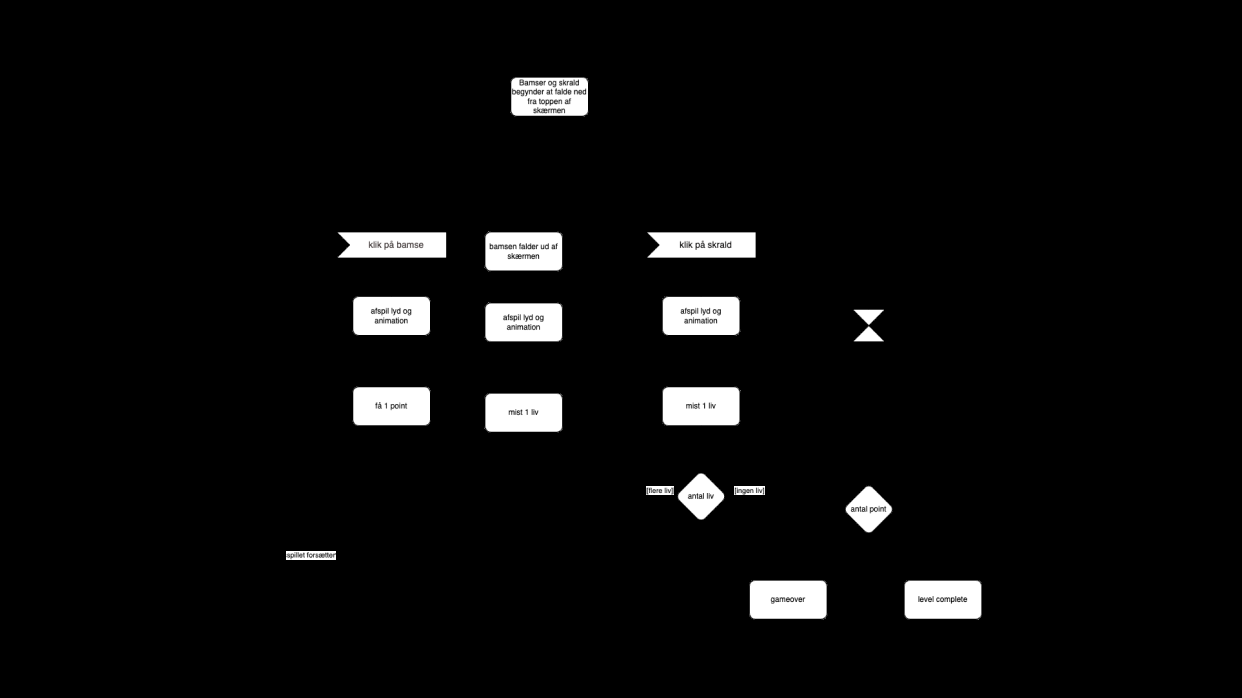 Bamser og skrald
begynder at falde ned
fra toppen af
skærmen
klik på bamse
bamsen falder ud af
skærmen
klik på skrald
afspil lyd og
animation
afspil lyd og
animation
afspil lyd og
animation
få 1 point
mist 1 liv
mist 1 liv
[flere liv]
antal liv
[ingen liv]
antal point
spillet forsætter
gameover
level complete